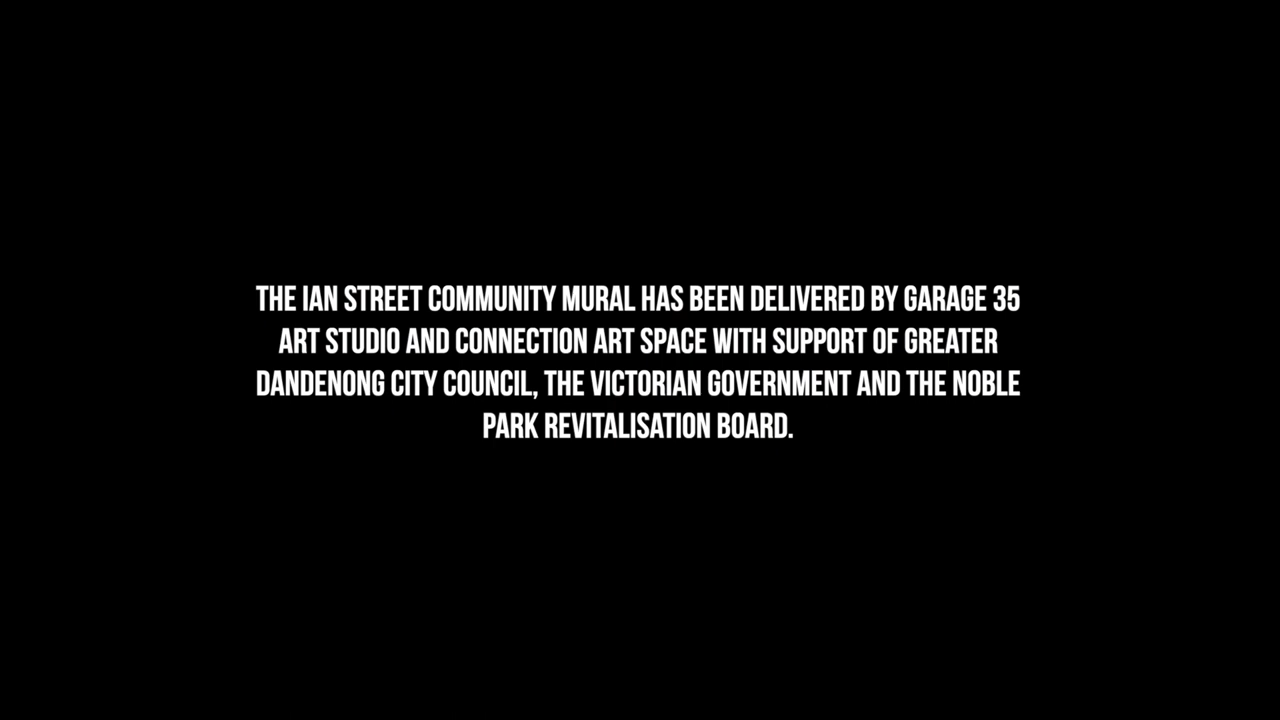 THE IAN STREET COMMUNITY MURAL HAS BEEN DELIVERED BY GARAGE 35
ART STUDIO AND CONNECTION ART SPACE WITH SUPPORT OF GREATER
DANDENONG CITY COUNCIL, THE VICTORIAN GOVERNMENT AND THE NOBLE
PARK REVITALISATION BOARD.